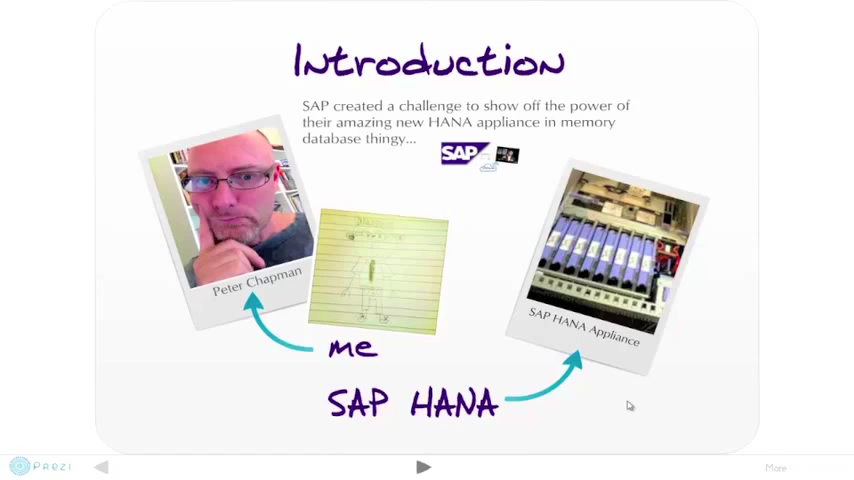 Introduction
SAP created a challenge to show off the power of
their amazing new HANA appliance in memory
database thingy...
SAP
Peter Chapman
SAP HANA Appliance
me
SAP HANA
Prezi
More